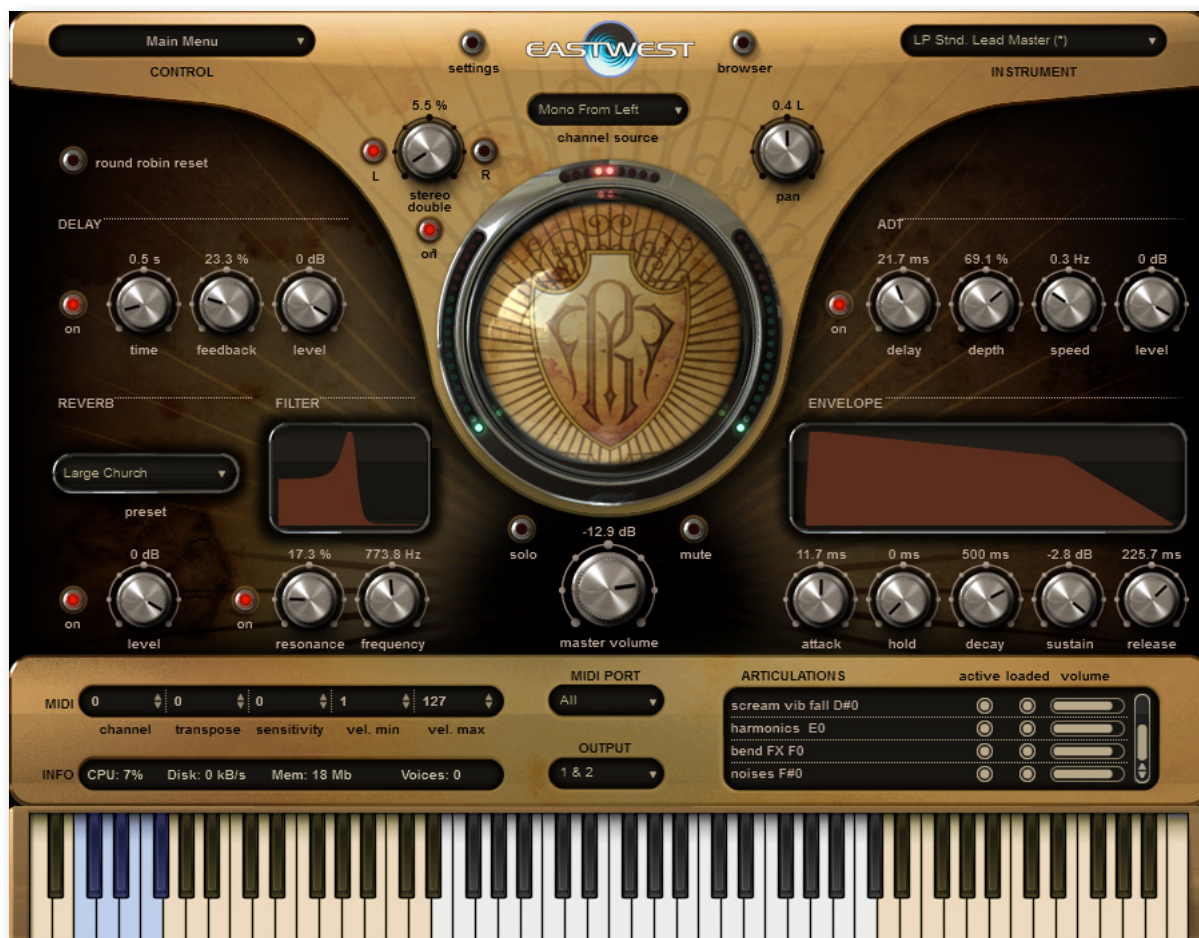 Main Menu
CONTROL
settings
EASTWEST
browser
LP Stnd. Lead Master (*)
INSTRUMENT
5.5 %
L
R
stereo
double
on
Mono From Left
channel source
0.4 L
pan
round robin reset
DELAY
0.5 s
23.3 %
0 dB
on
time
feedback
level
ADT
21.7 ms
69.1 %
0.3 Hz
0 dB
on
delay
depth
speed
level
REVERB
Large Church
preset
0 dB
on
level
FILTER
17.3 %
773.8 Hz
on
resonance
frequency
solo
-12.9 dB
mute
master volume
ENVELOPE
11.7 ms
0 ms
500 ms
-2.8 dB
225.7 ms
attack
hold
decay
sustain
release
MIDI
0
0
0
1
127
channel
transpose
sensitivity
vel. min
vel. max
INFO
CPU: 7%
Disk: 0 kB/s
Mem: 18 Mb
Voices: 0
MIDI PORT
All
OUTPUT
1 & 2
ARTICULATIONS
active loaded volume
scream vib fall D#0
harmonics E0
bend FX F0
noises F#0